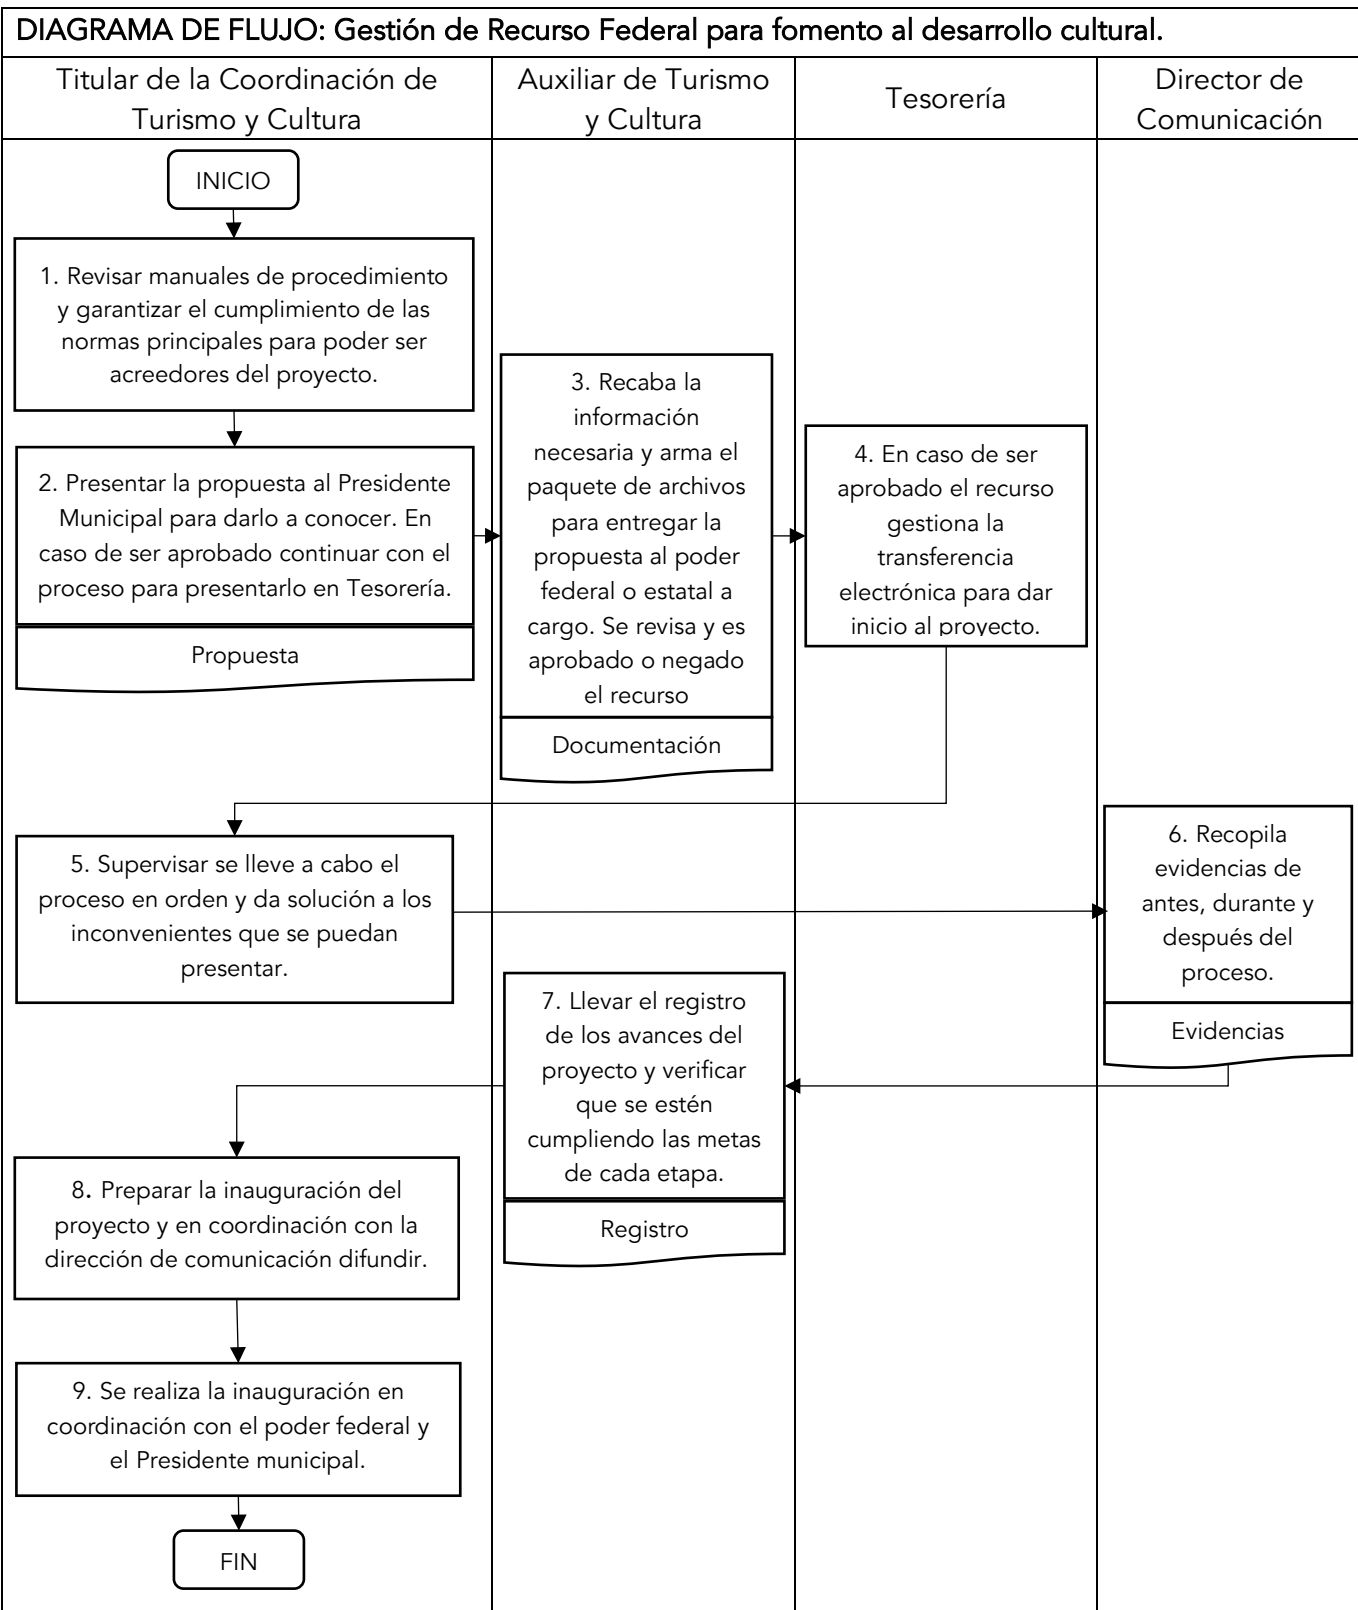 DIAGRAMA DE FLUJO: Gestión de Recurso Federal para fomento al desarrollo cultural.
Titular de la Coordinación de
Turismo y Cultura
Auxiliar de Turismo
y Cultura
Tesorería
Director de
Comunicación
INICIO
1. Revisar manuales de procedimiento
y garantizar el cumplimiento de las
normas principales para poder ser
acreedores del proyecto.
2. Presentar la propuesta al Presidente
Municipal para darlo a conocer. En
caso de ser aprobado continuar con el
proceso para presentarlo en Tesorería.
Propuesta
3. Recaba la
información
necesaria y arma el
paquete de archivos
para entregar la
propuesta al poder
federal o estatal a
cargo. Se revisa y es
aprobado o negado
el recurso
Documentación
4. En caso de ser
aprobado el recurso
gestiona la
transferencia
electrónica para dar
inicio al proyecto.
5. Supervisar se lleve a cabo el
proceso en orden y da solución a los
inconvenientes que se puedan
presentar.
6. Recopila
evidencias de
antes, durante y
después del
proceso.
Evidencias
7. Llevar el registro
de los avances del
proyecto y verificar
que se estén
cumpliendo las metas
de cada etapa.
Registro
8. Preparar la inauguración del
proyecto y en coordinación con la
dirección de comunicación difundir.
9. Se realiza la inauguración en
coordinación con el poder federal y
el Presidente municipal.
FIN